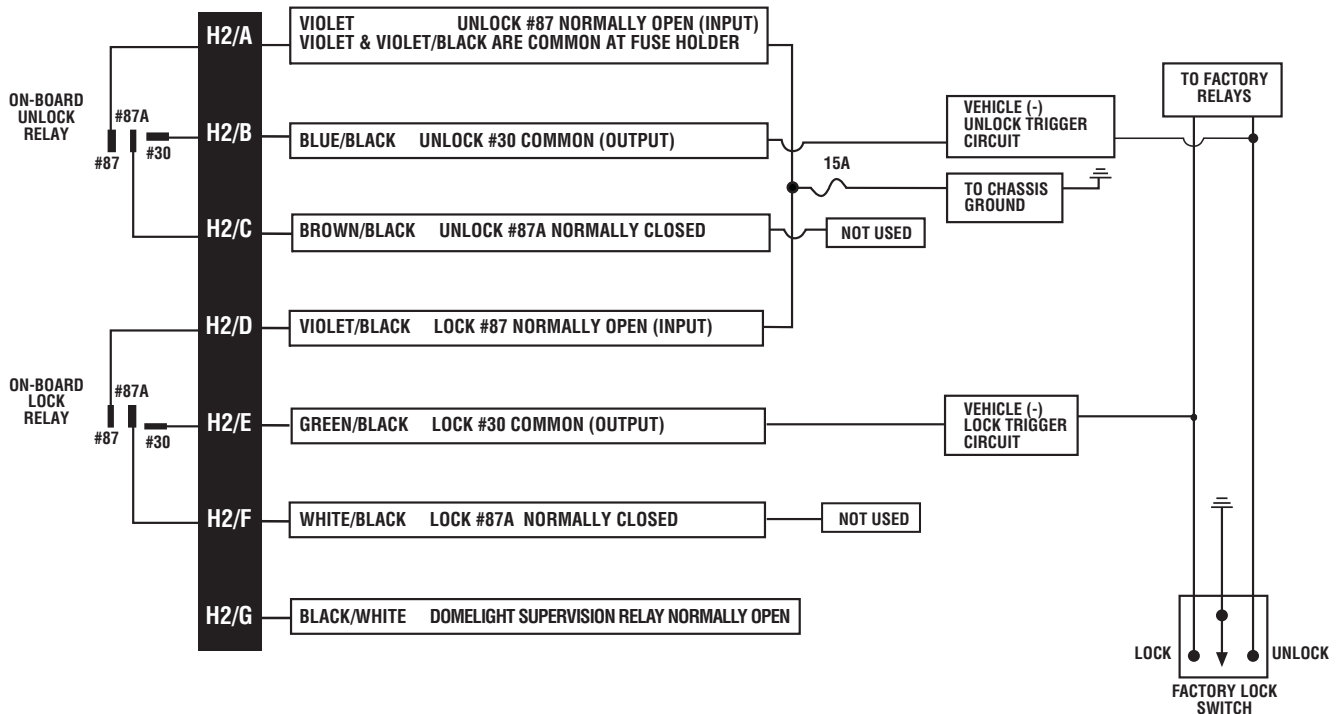 H2/A
VIOLET UNLOCK #87 NORMALLY OPEN (INPUT)
VIOLET & VIOLET/BLACK ARE COMMON AT FUSE HOLDER
TO FACTORY
RELAYS
ON-BOARD
UNLOCK
RELAY
#87A
#87
#30
H2/B
BLUE/BLACK UNLOCK #30 COMMON (OUTPUT)
VEHICLE (-)
UNLOCK TRIGGER
CIRCUIT
15A
TO CHASSIS
GROUND
H2/C
BROWN/BLACK UNLOCK #87A NORMALLY CLOSED
NOT USED
H2/D
VIOLET/BLACK LOCK #87 NORMALLY OPEN (INPUT)
ON-BOARD
LOCK
RELAY
#87A
#87
#30
H2/E
GREEN/BLACK LOCK #30 COMMON (OUTPUT)
VEHICLE (-)
LOCK TRIGGER
CIRCUIT
H2/F
WHITE/BLACK LOCK #87A NORMALLY CLOSED
NOT USED
H2/G
BLACK/WHITE DOMELIGHT SUPERVISION RELAY NORMALLY OPEN
LOCK
UNLOCK
FACTORY LOCK
SWITCH